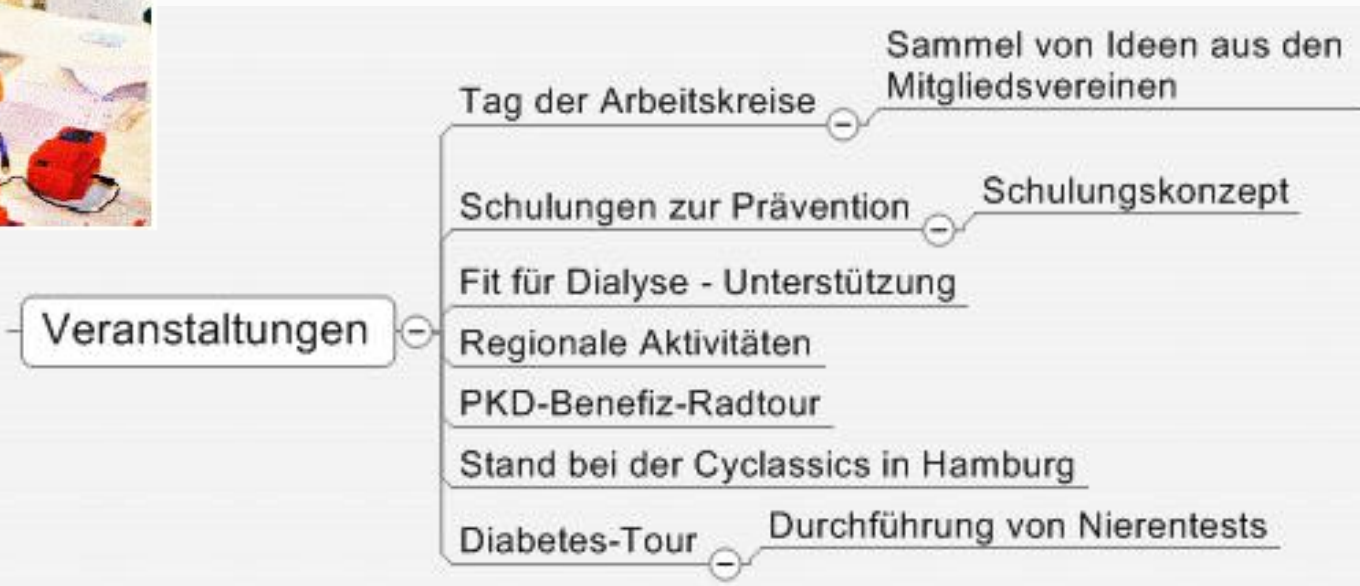 Veranstaltungen
Tag der Arbeitskreise
Sammel von Ideen aus den
Mitgliedsvereinen
Schulungen zur Prävention
Schulungskonzept
Fit für Dialyse - Unterstützung
Regionale Aktivitäten
PKD-Benefiz-Radtour
Stand bei der Cyclassics in Hamburg
Diabetes-Tour
Durchführung von Nierentests